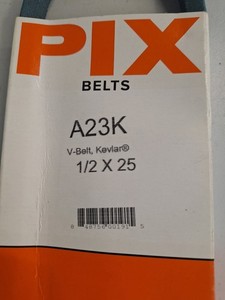 PIX
BELTS
A23K
V-Belt, Kevlar®
1/2 X 25